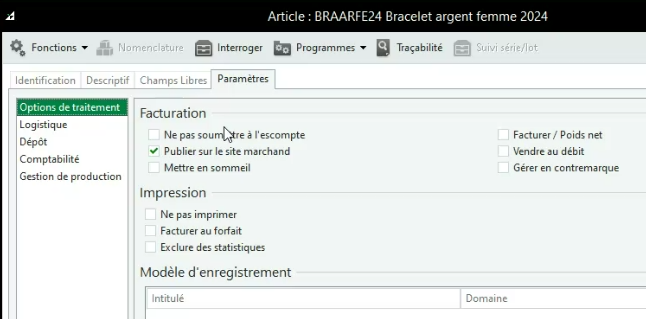 Article : BRAARFE24 Bracelet argent femme 2024
Fonctions Nomenclature Interroger Programmes Traçabilité Suivi série/lot
Identification Descriptif Champs Libres Paramètres
Options de traitement
Logistique
Dépôt
Comptabilité
Gestion de production
Facturation
Ne pas soumettre à l'escompte Facturer / Poids net
Publier sur le site marchand Vendre au débit
Mettre en sommeil Gérer en contremarque
Impression
Ne pas imprimer
Facturer au forfait
Exclure des statistiques
Modèle d'enregistrement
Intitulé Domaine